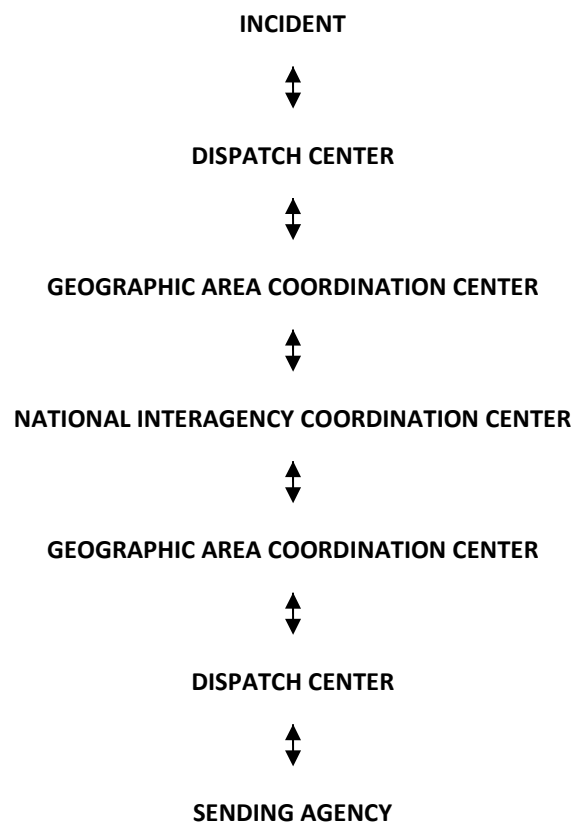 INCIDENT
DISPATCH CENTER
GEOGRAPHIC AREA COORDINATION CENTER
NATIONAL INTERAGENCY COORDINATION CENTER
GEOGRAPHIC AREA COORDINATION CENTER
DISPATCH CENTER
SENDING AGENCY